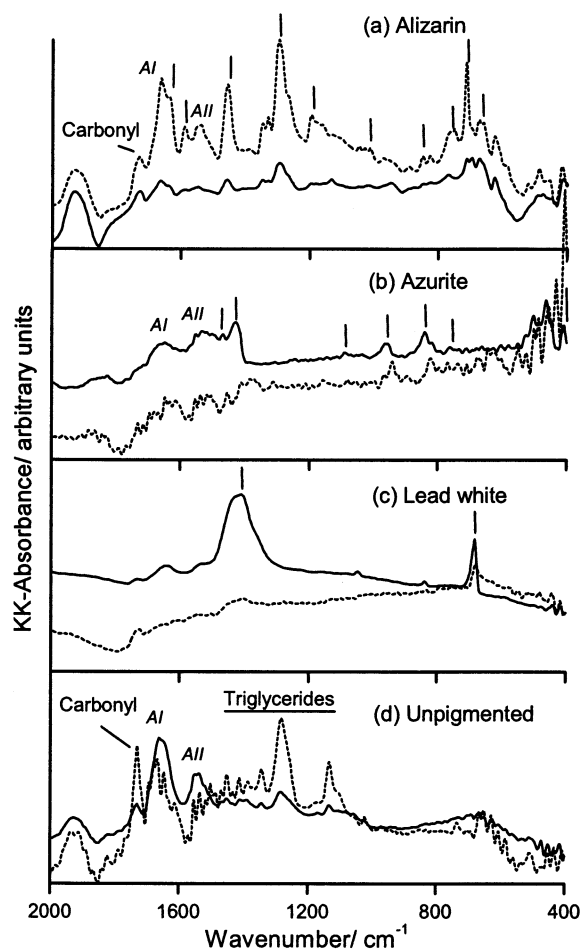 (a) Alizarin
AI
AII
Carbonyl
(b) Azurite
AI
AII
(c) Lead white
KK-Absorbance/ arbitrary units
Triglycerides
Carbonyl
AI
(d) Unpigmented
AII
2000 1600 1200 800 400
Wavenumber/ cm⁻¹